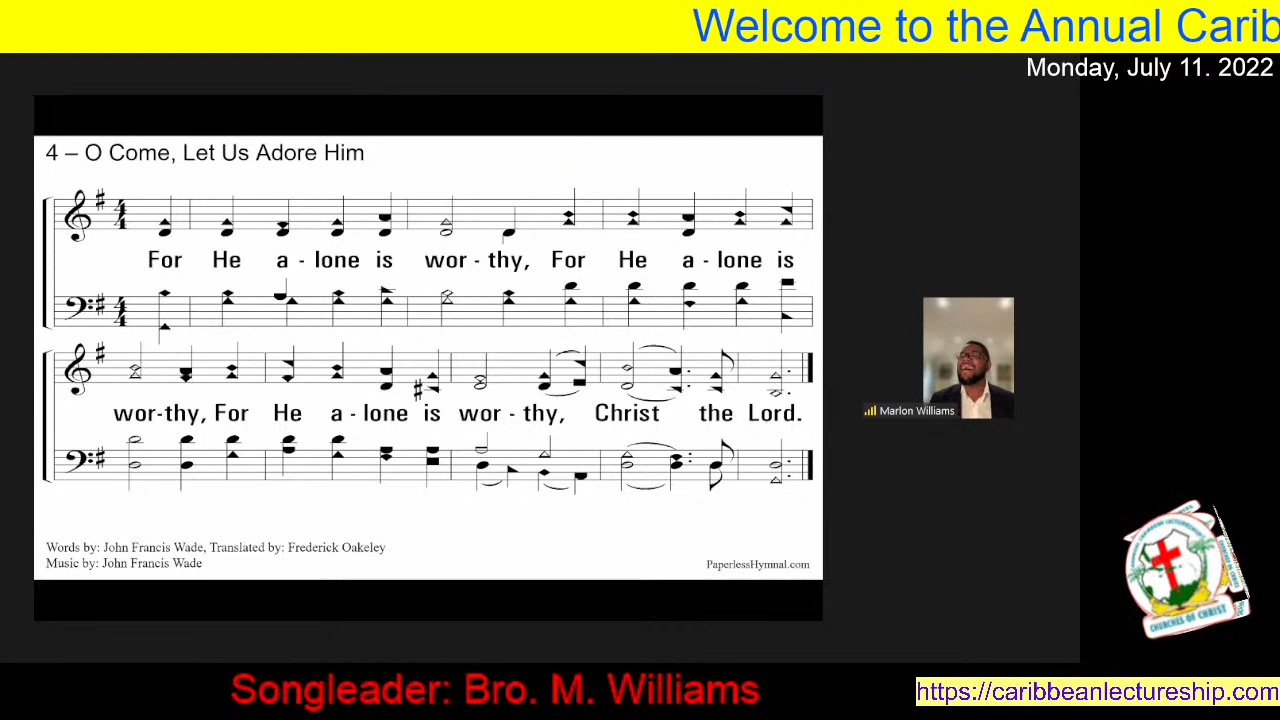 Welcome to the Annual Carib
Monday, July 11. 2022
4 – O Come, Let Us Adore Him
For He a - lone is wor - thy, For He a - lone is
wor-thy, For He a - lone is wor - thy, Christ the Lord.
Words by: John Francis Wade, Translated by: Frederick Oakeley
Music by: John Francis Wade
PaperlessHymnal.com
Marlon Williams
CHURCHES OF CHRIST
Songleader: Bro. M. Williams
https://caribbeanlectureship.com